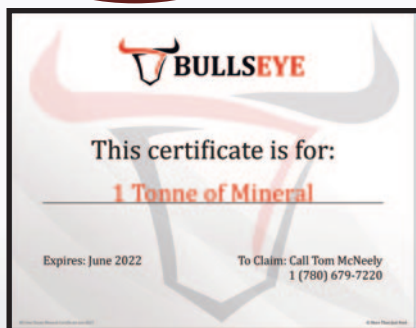 BULLSEYE
This certificate is for:
1 Tonne of Mineral
Expires: June 2022
To Claim: Call Tom McNeely
1 (780) 679-7220